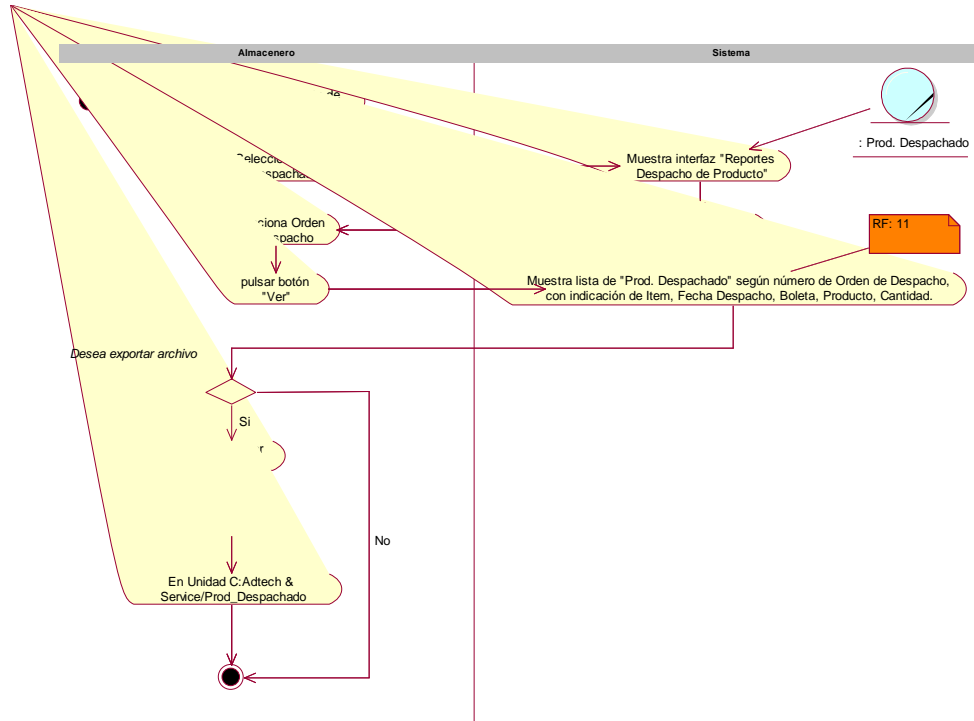 Almacenero
Sistema
de
: Prod. Despachado
Muestra interfaz "Reportes
Despacho de Producto"
RF: 11
Orden
pulsar botón
"Ver"
Muestra lista de "Prod. Despachado" según número de Orden de Despacho,
con indicación de Item, Fecha Despacho, Boleta, Producto, Cantidad.
Desea exportar archivo
Si
No
En Unidad C:Adtech &
Service/Prod_Despachado